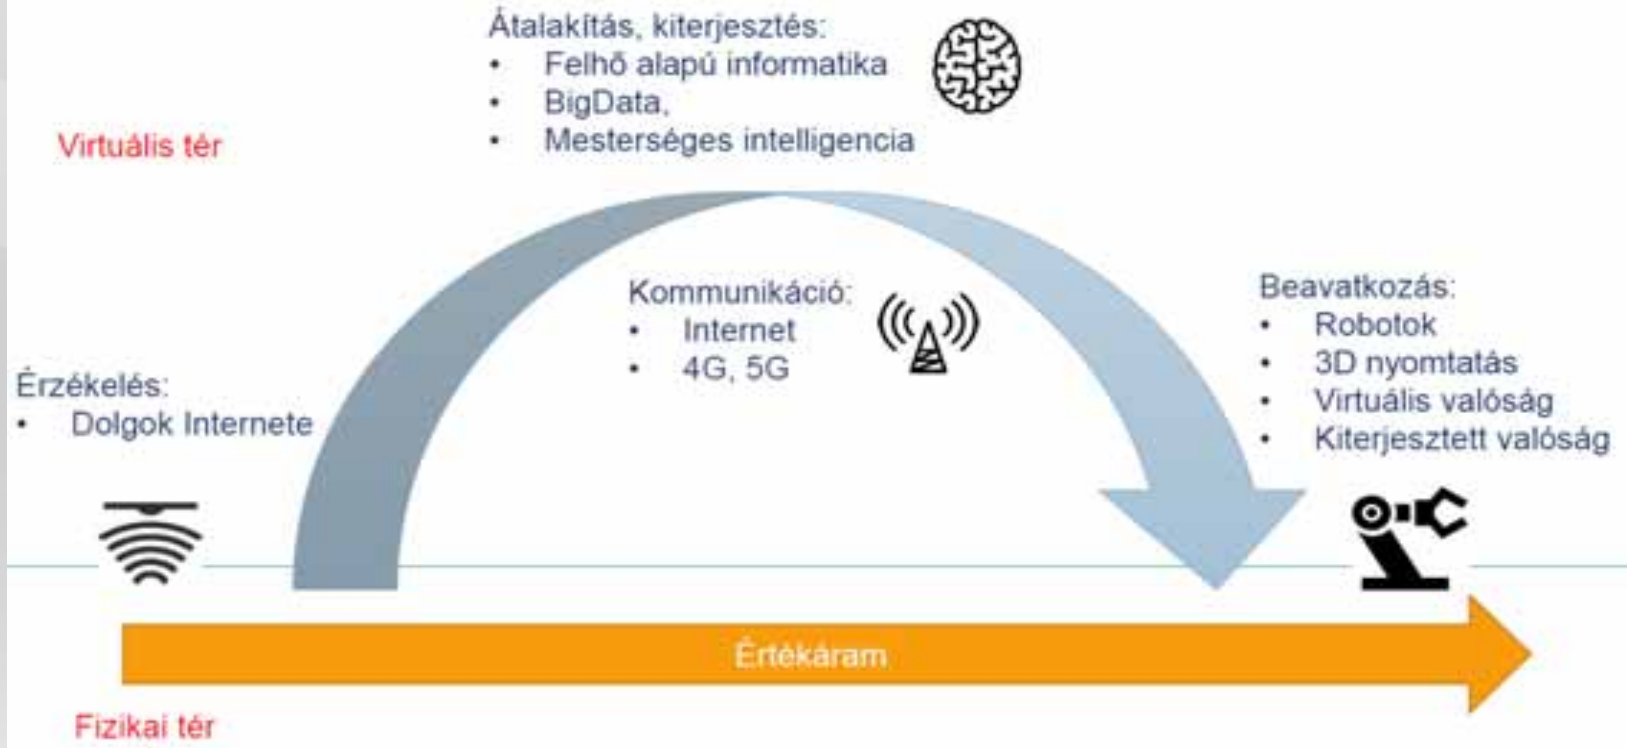 Átalakítás, kiterjesztés:
• Felhő alapú informatika
• BigData,
• Mesterséges intelligencia
Virtuális tér
Kommunikáció:
• Internet
• 4G, 5G
Beavatkozás:
• Robotok
• 3D nyomtatás
• Virtuális valóság
• Kiterjesztett valóság
Érzékelés:
• Dolgok Internete
Értékáram
Fizikai tér